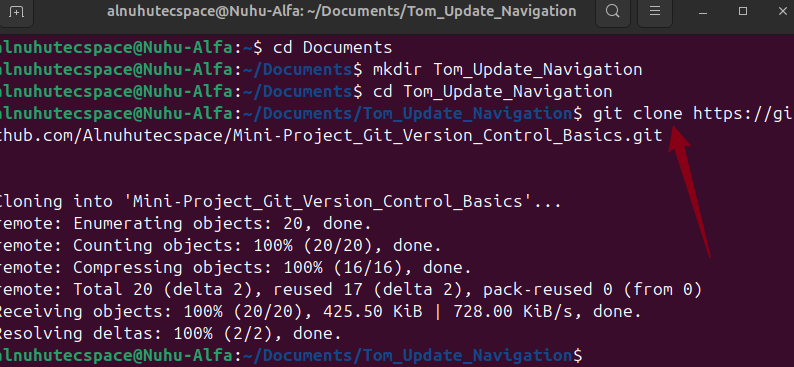 alnuhutecspace@Nuhu-Alfa: ~/Documents/Tom_Update_Navigation
alnuhutecspace@Nuhu-Alfa:~$ cd Documents
alnuhutecspace@Nuhu-Alfa:~/Documents$ mkdir Tom_Update_Navigation
alnuhutecspace@Nuhu-Alfa:~/Documents$ cd Tom_Update_Navigation
alnuhutecspace@Nuhu-Alfa:~/Documents/Tom_Update_Navigation$ git clone https://gi
thub.com/Alnuhutecspace/Mini-Project_Git_Version_Control_Basics.git
Cloning into 'Mini-Project_Git_Version_Control_Basics'...
remote: Enumerating objects: 20, done.
remote: Counting objects: 100% (20/20), done.
remote: Compressing objects: 100% (16/16), done.
remote: Total 20 (delta 2), reused 17 (delta 2), pack-reused 0 (from 0)
Receiving objects: 100% (20/20), 425.50 KiB | 728.00 KiB/s, done.
Resolving deltas: 100% (2/2), done.
alnuhutecspace@Nuhu-Alfa:~/Documents/Tom_Update_Navigation$